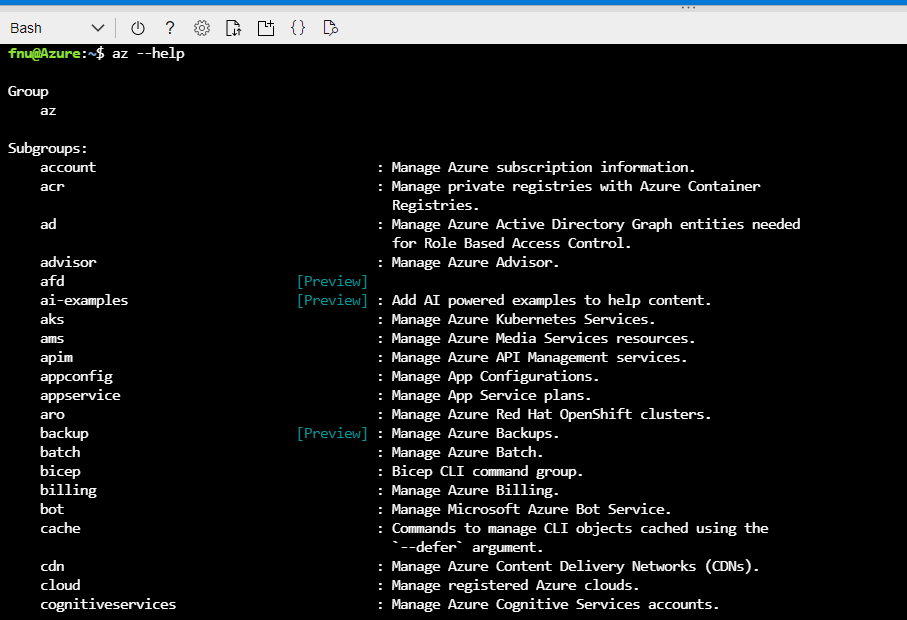 Bash
fnu@Azure:~$ az --help
Group
az
Subgroups:
account : Manage Azure subscription information.
acr : Manage private registries with Azure Container
Registries.
ad : Manage Azure Active Directory Graph entities needed
for Role Based Access Control.
advisor : Manage Azure Advisor.
afd [Preview]
ai-examples [Preview] : Add AI powered examples to help content.
aks : Manage Azure Kubernetes Services.
ams : Manage Azure Media Services resources.
apim : Manage Azure API Management services.
appconfig : Manage App Configurations.
appservice : Manage App Service plans.
aro : Manage Azure Red Hat OpenShift clusters.
backup [Preview] : Manage Azure Backups.
batch : Manage Azure Batch.
bicep : Bicep CLI command group.
billing : Manage Azure Billing.
bot : Manage Microsoft Azure Bot Service.
cache : Commands to manage CLI objects cached using the
`--defer` argument.
cdn : Manage Azure Content Delivery Networks (CDNs).
cloud : Manage registered Azure clouds.
cognitiveservices : Manage Azure Cognitive Services accounts.